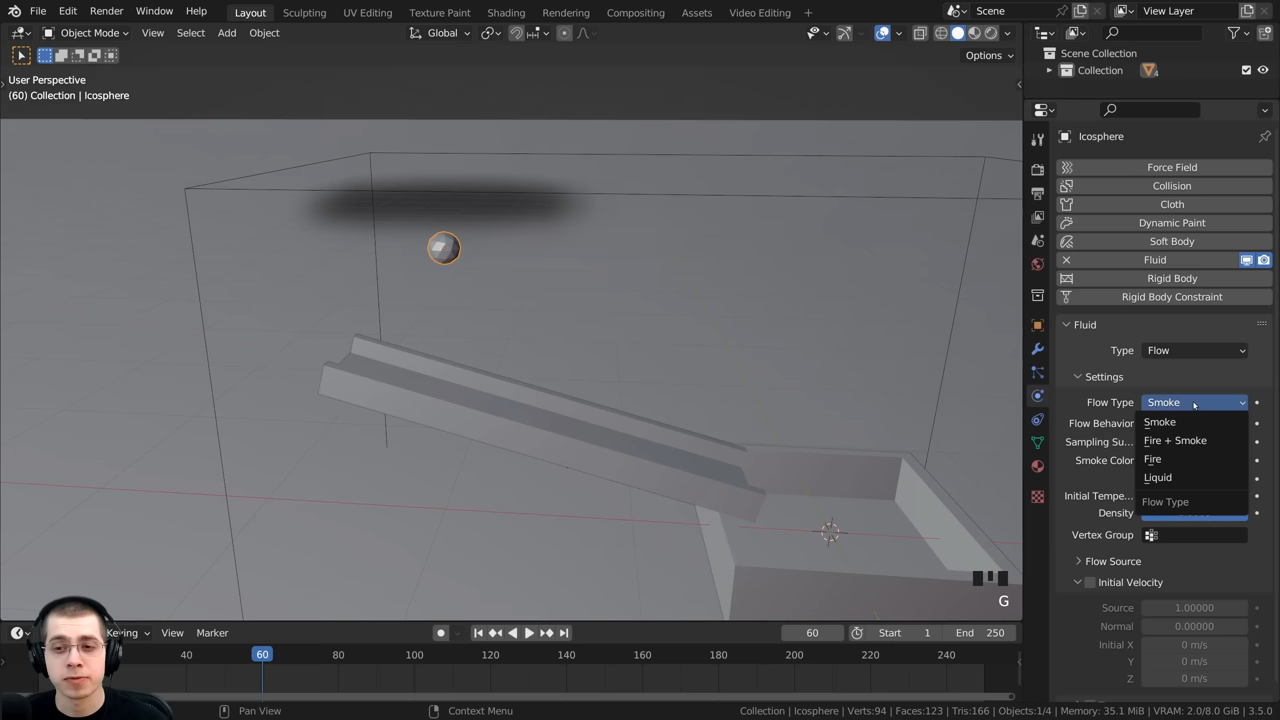 File Edit Render Window Help Layout Sculpting UV Editing Texture Paint Shading Rendering Compositing Assets Video Editing + Scene View Layer
Object Mode View Select Add Object Global
Options
User Perspective
(60) Collection | Icosphere
Scene Collection
Collection 4
Icosphere
Force Field
Collision
Cloth
Dynamic Paint
Soft Body
Fluid
Rigid Body
Rigid Body Constraint
Fluid
Type Flow
Settings
Flow Type Smoke
Smoke
Flow Behavior
Fire + Smoke
Sampling Su...
Smoke Color Fire
Liquid
Initial Tempe...
Flow Type
Density
Vertex Group
Flow Source
Initial Velocity
G
Source 1.00000
Normal 0.00000
Initial X 0 m/s
Y 0 m/s
Z 0 m/s
Keying View Marker 60 Start 1 End 250
40 60 80 100 120 140 160 180 200 220 240
Pan View Context Menu Collection | Icosphere | Verts:94 | Faces:123 | Tris:166 | Objects:1/4 | Memory: 35.1 MiB | VRAM: 2.0/8.0 GiB | 3.5.0